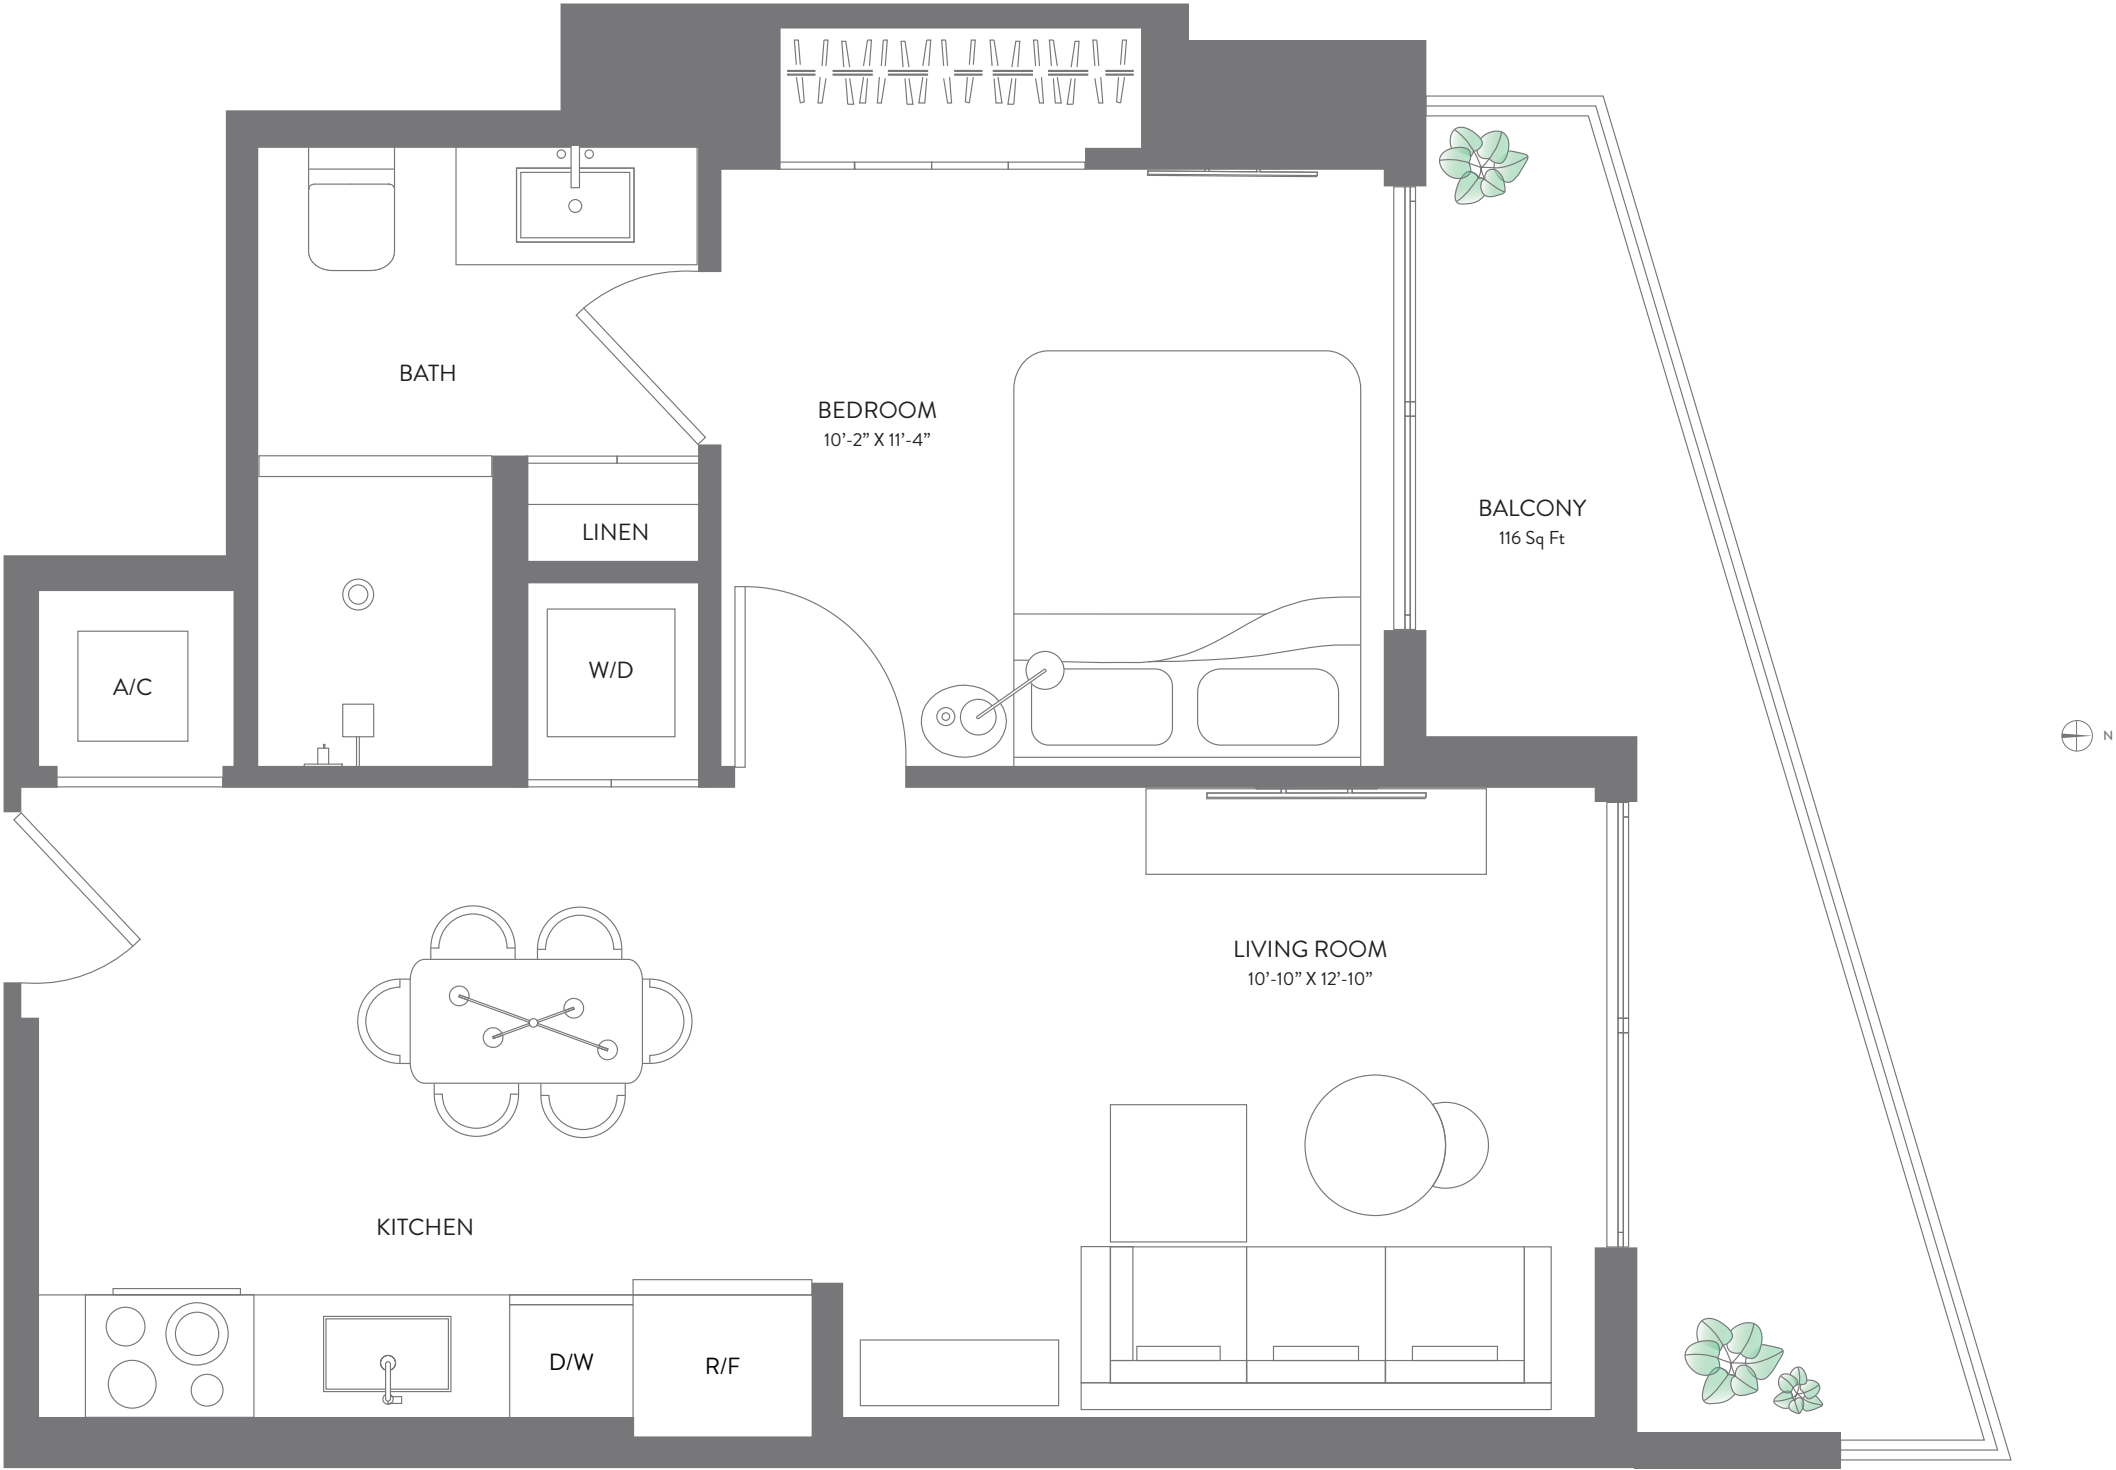 BATH
BEDROOM
10’-2” X 11’-4”
BALCONY
116 Sq Ft
LINEN
W/D
A/C
N
LIVING ROOM
10’-10” X 12’-10”
KITCHEN
D/W
R/F